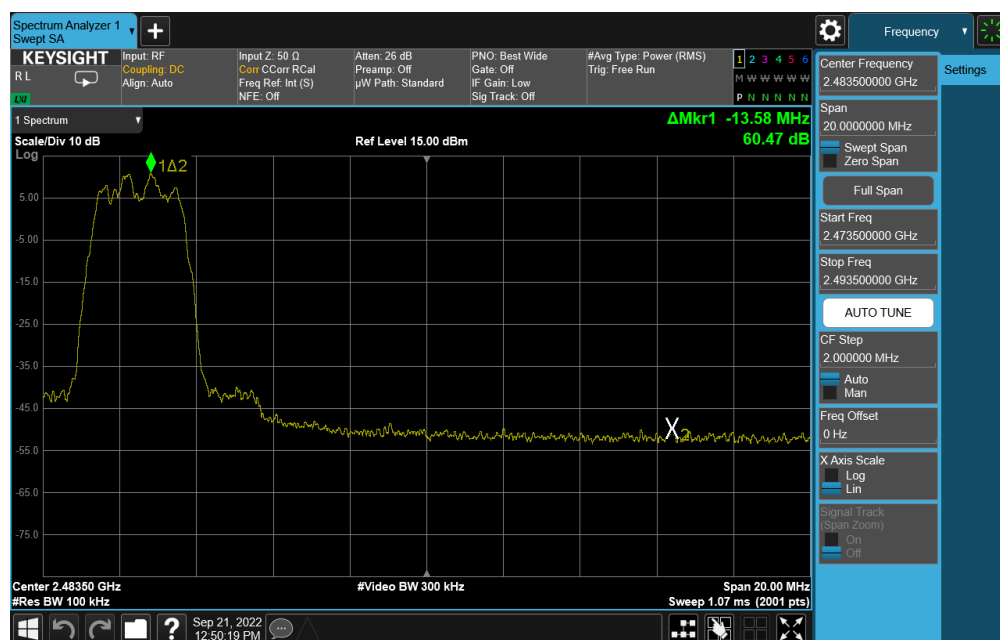 Spectrum Analyzer 1
Swept SA
Frequency
KEYSIGHT
R L
LXI
Input: RF
Coupling: DC
Align: Auto
Input Z: 50 Ω
Corr CCorr RCal
Freq Ref: Int (S)
NFE: Off
Atten: 26 dB
Preamp: Off
µW Path: Standard
PNO: Best Wide
Gate: Off
IF Gain: Low
Sig Track: Off
#Avg Type: Power (RMS)
Trig: Free Run
1 2 3 4 5 6
M W W W W W
P N N N N N
1 Spectrum
ΔMkr1 -13.58 MHz
Scale/Div 10 dB
Ref Level 15.00 dBm
60.47 dB
Log
1Δ2
5.00
-5.00
-15.0
-25.0
-35.0
-45.0
-55.0
-65.0
-75.0
X2
Center 2.48350 GHz
#Video BW 300 kHz
Span 20.00 MHz
#Res BW 100 kHz
Sweep 1.07 ms (2001 pts)
Sep 21, 2022
12:50:19 PM
?
Center Frequency
2.483500000 GHz
Settings
Span
20.0000000 MHz
Swept Span
Zero Span
Full Span
Start Freq
2.473500000 GHz
Stop Freq
2.493500000 GHz
AUTO TUNE
CF Step
2.000000 MHz
Auto
Man
Freq Offset
0 Hz
X Axis Scale
Log
Lin
Signal Track
(Span Zoom)
On
Off